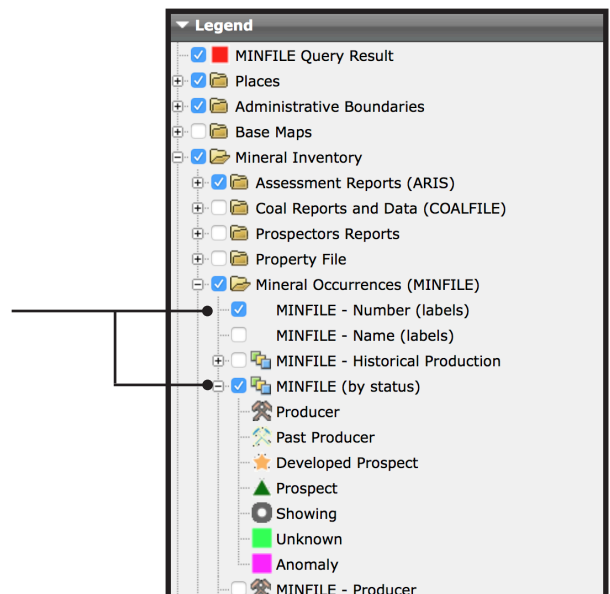 Legend
MINFILE Query Result
Places
Administrative Boundaries
Base Maps
Mineral Inventory
Assessment Reports (ARIS)
Coal Reports and Data (COALFILE)
Prospectors Reports
Property File
Mineral Occurrences (MINFILE)
MINFILE - Number (labels)
MINFILE - Name (labels)
MINFILE - Historical Production
MINFILE (by status)
Producer
Past Producer
Developed Prospect
Prospect
Showing
Unknown
Anomaly
MINFILE - Producer